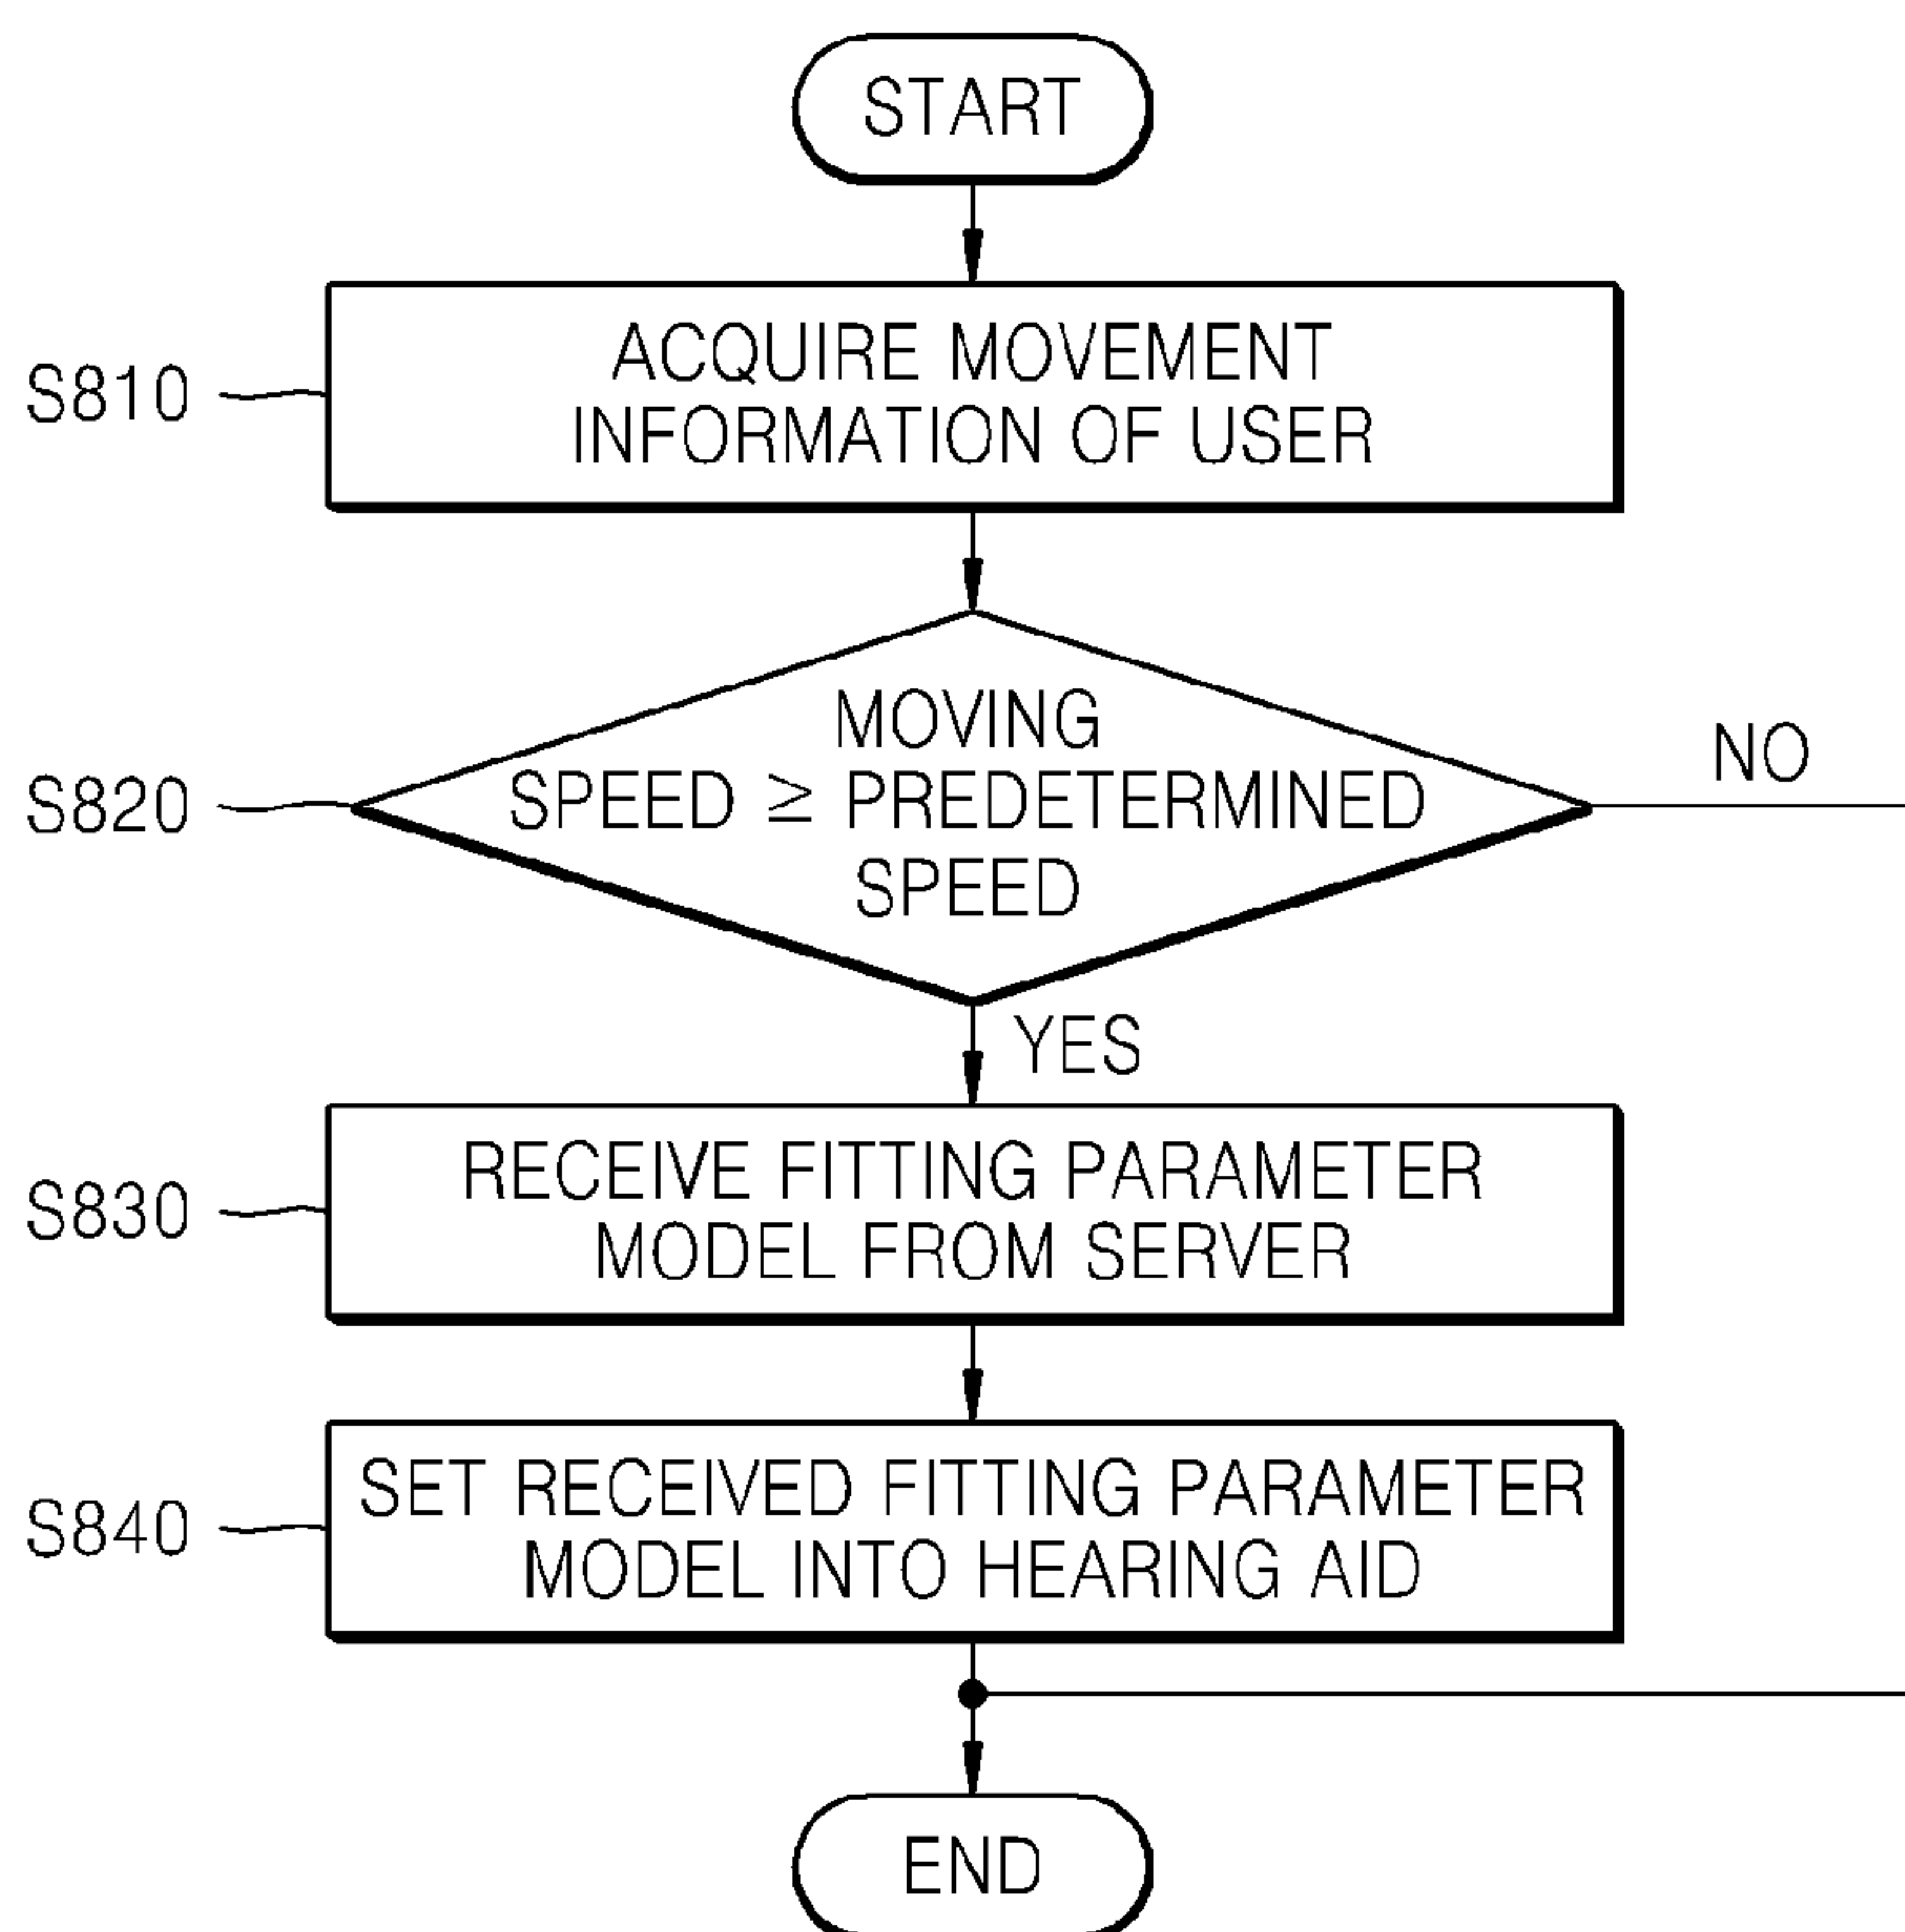 START
S810
ACQUIRE MOVEMENT
INFORMATION OF USER
S820
MOVING
SPEED ≥ PREDETERMINED
SPEED
NO
YES
S830
RECEIVE FITTING PARAMETER
MODEL FROM SERVER
S840
SET RECEIVED FITTING PARAMETER
MODEL INTO HEARING AID
END